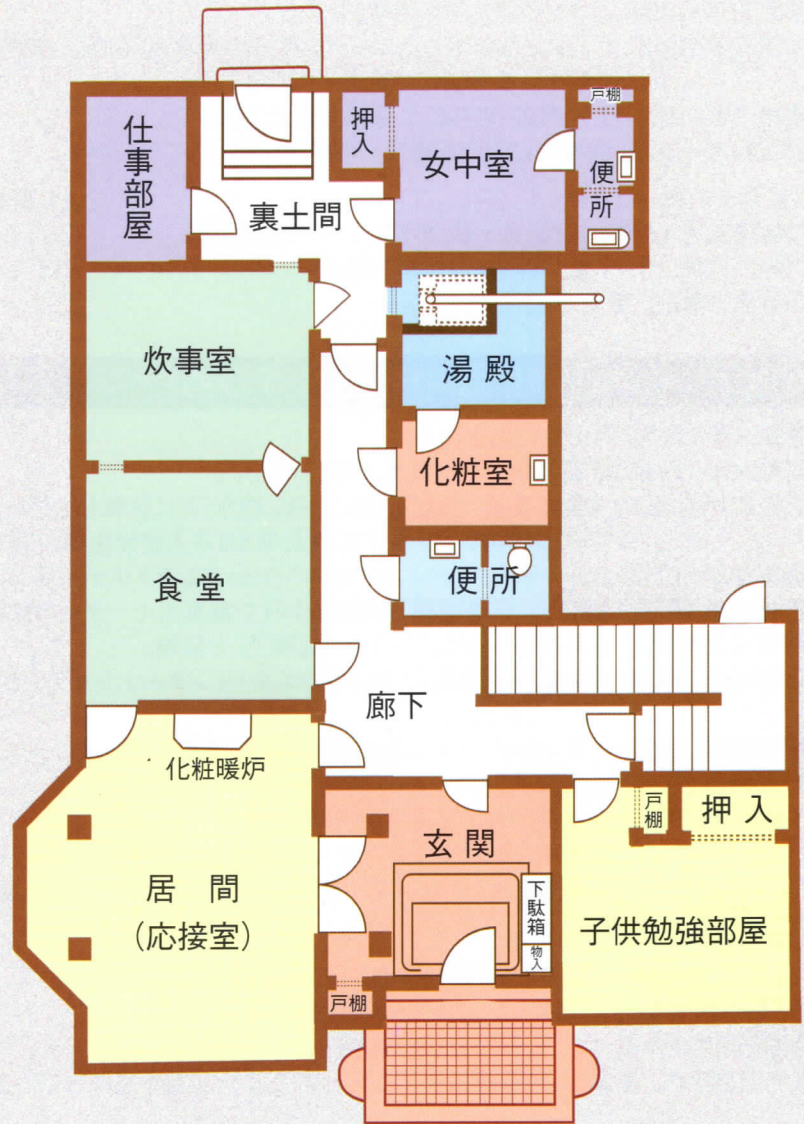 戸棚
仕事部屋
押入
女中室
便所
裏土間
炊事室
湯殿
化粧室
食堂
便所
廊下
化粧暖炉
戸棚
押入
玄関
居間
(応接室)
下駄箱
子供勉強部屋
物入
戸棚